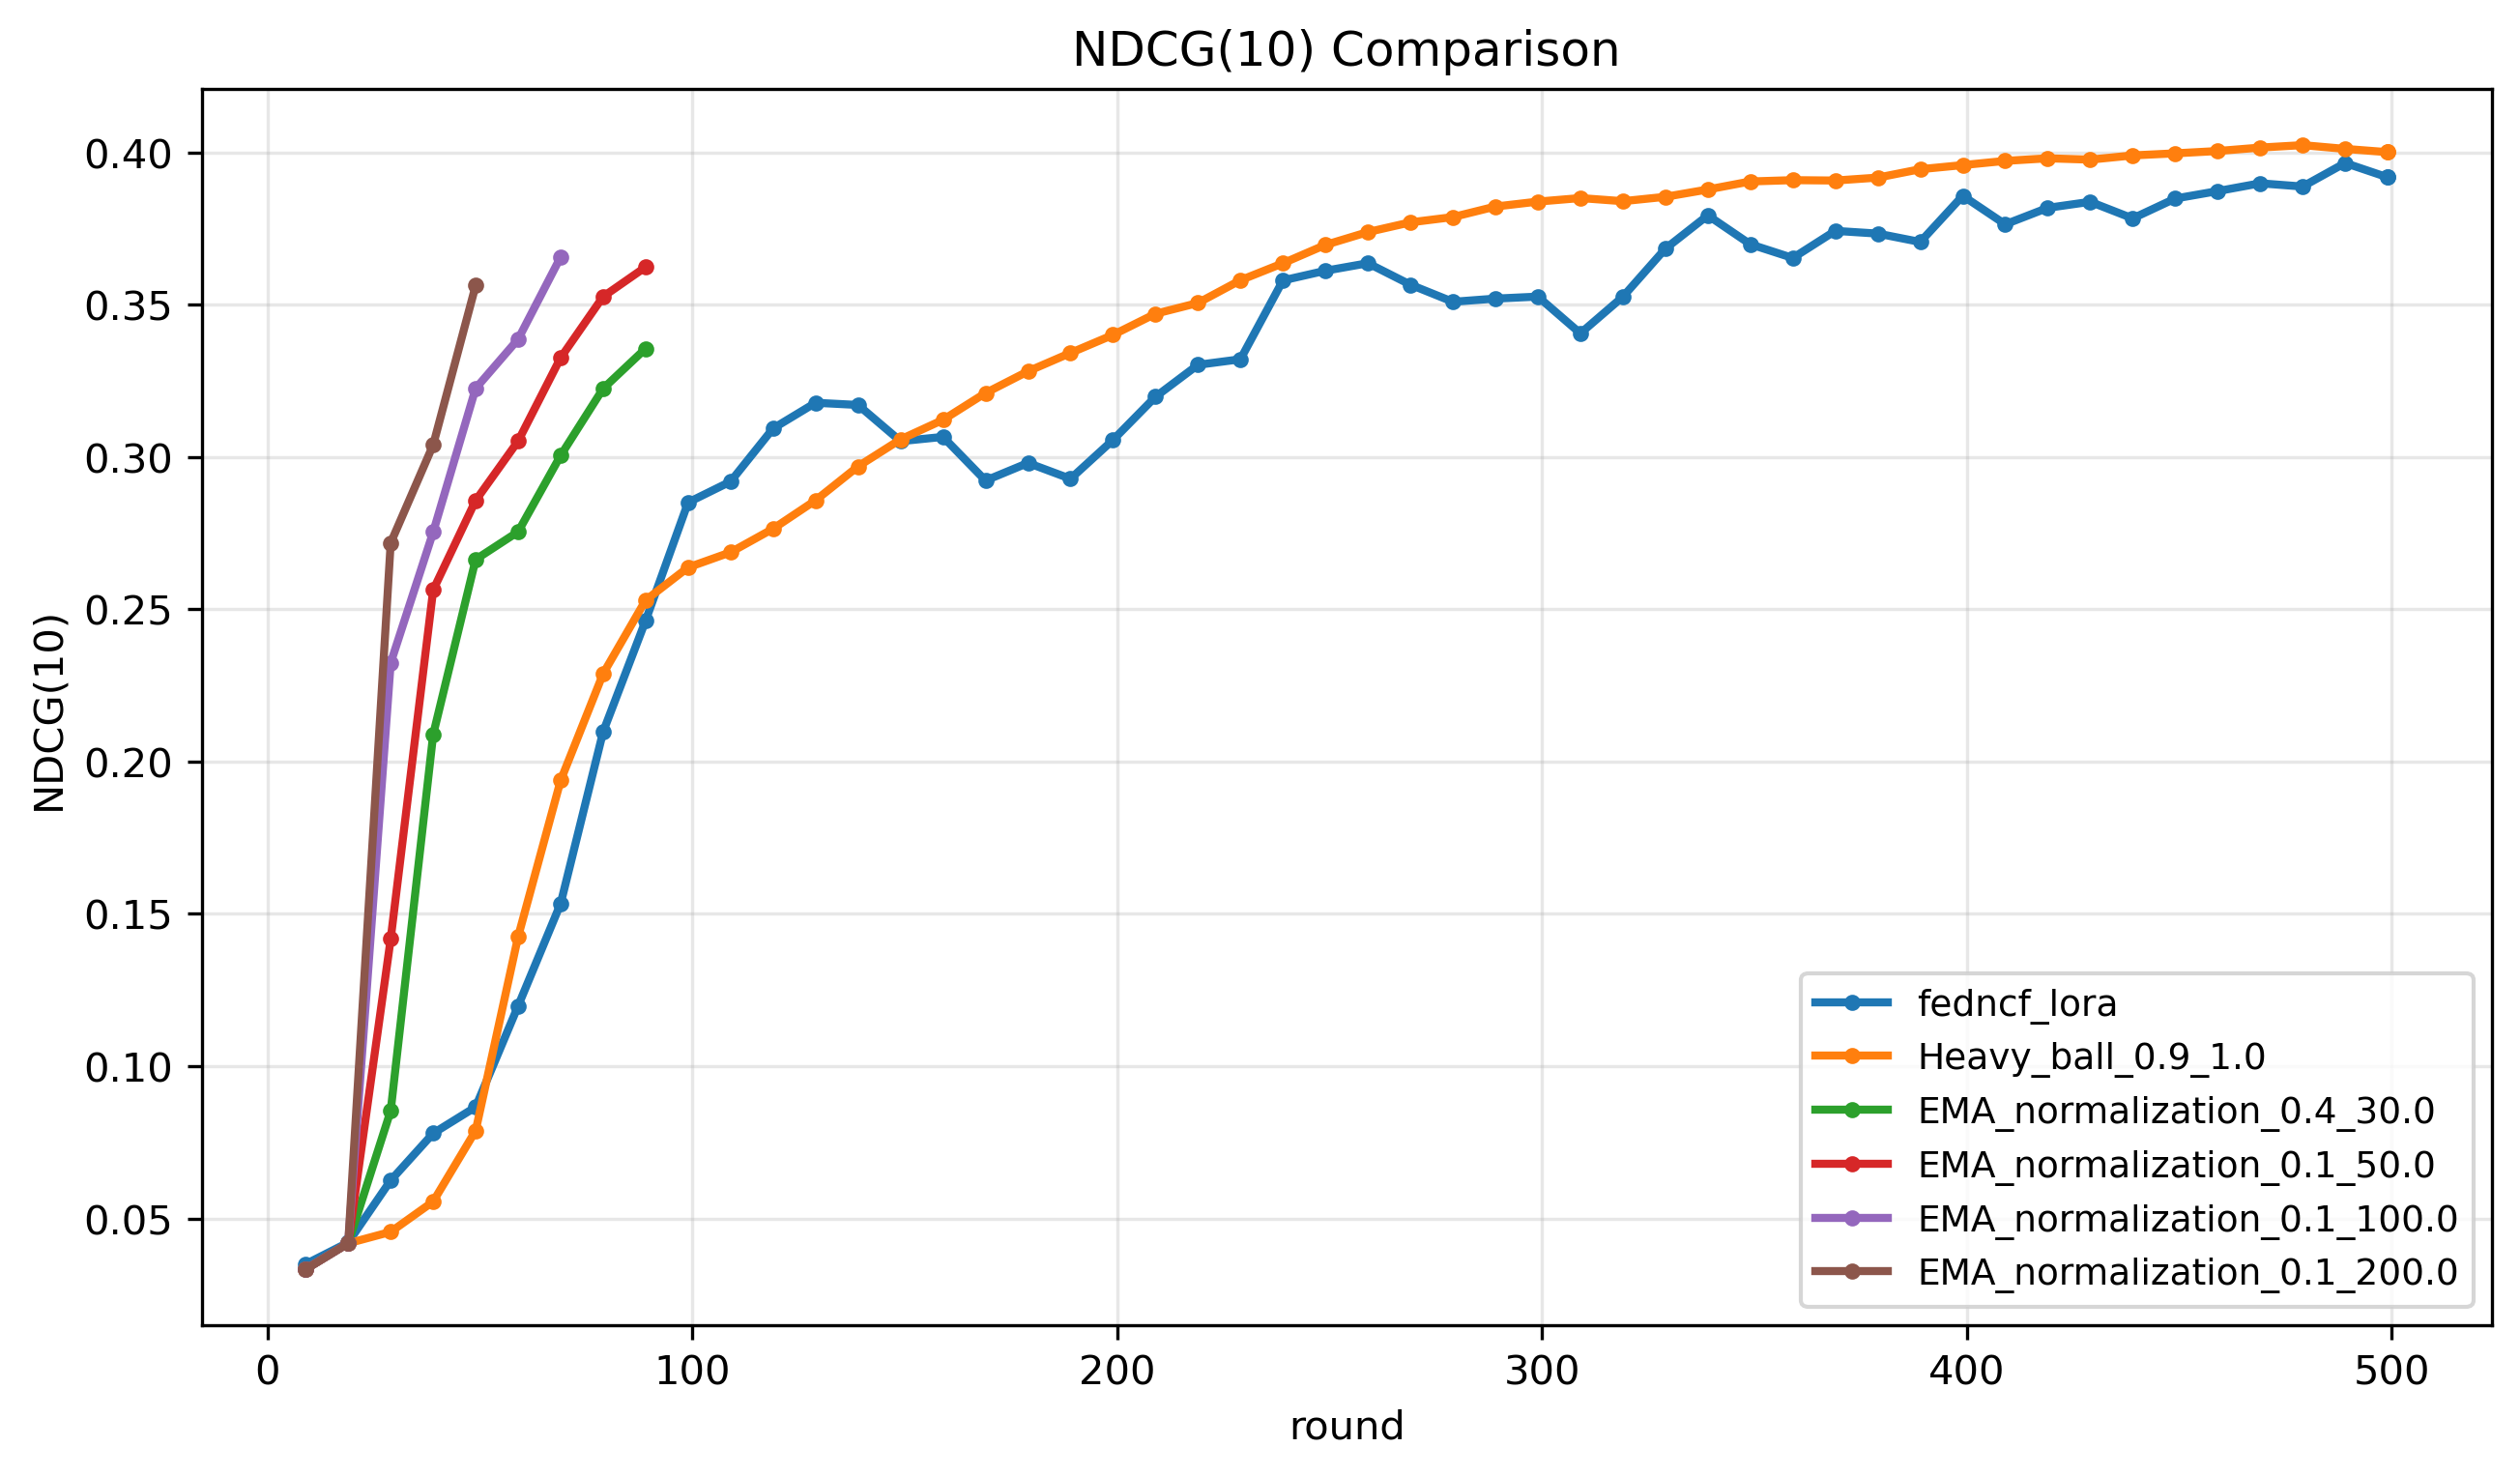 NDCG(10) Comparison
NDCG(10)
0.40
0.35
0.30
0.25
0.20
0.15
0.10
0.05
0
100
200
300
400
500
round
fedncf_lora
Heavy_ball_0.9_1.0
EMA_normalization_0.4_30.0
EMA_normalization_0.1_50.0
EMA_normalization_0.1_100.0
EMA_normalization_0.1_200.0